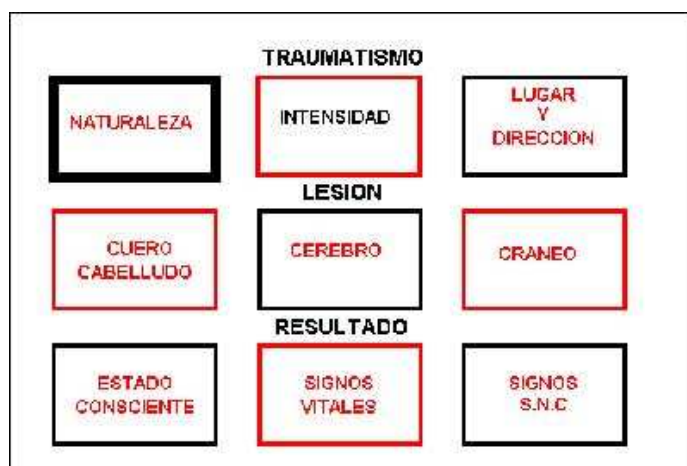 TRAUMATISMO
NATURALEZA
INTENSIDAD
LUGAR
Y
DIRECCION
LESION
CUERO
CABELLUDO
CEREBRO
CRANEO
RESULTADO
ESTADO
CONSCIENTE
SIGNOS
VITALES
SIGNOS
S.N.C